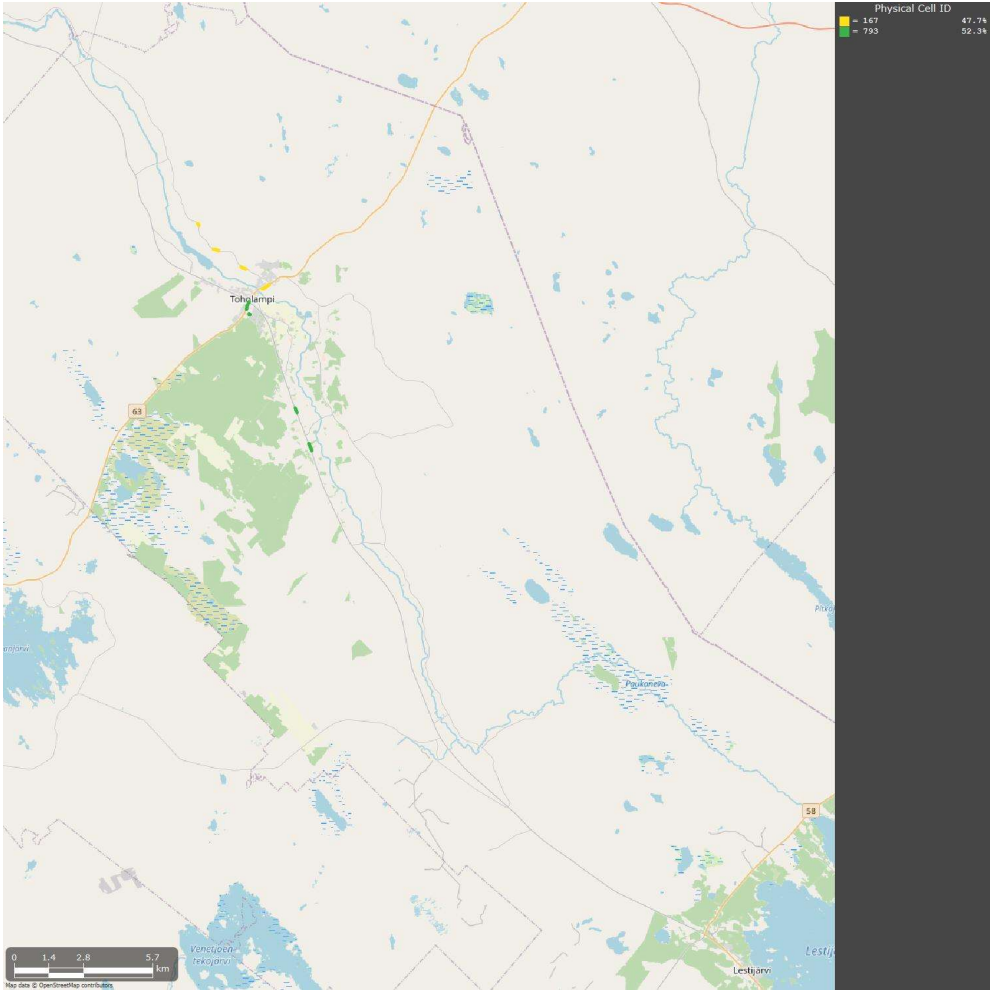 Physical Cell ID
= 167 47.7%
= 793 52.3%
Toholampi
63
Paukaneva
58
Venetjoen
tekojärvi
Lestijärvi
0 1.4 2.8 5.7
km
Map data © OpenStreetMap contributors